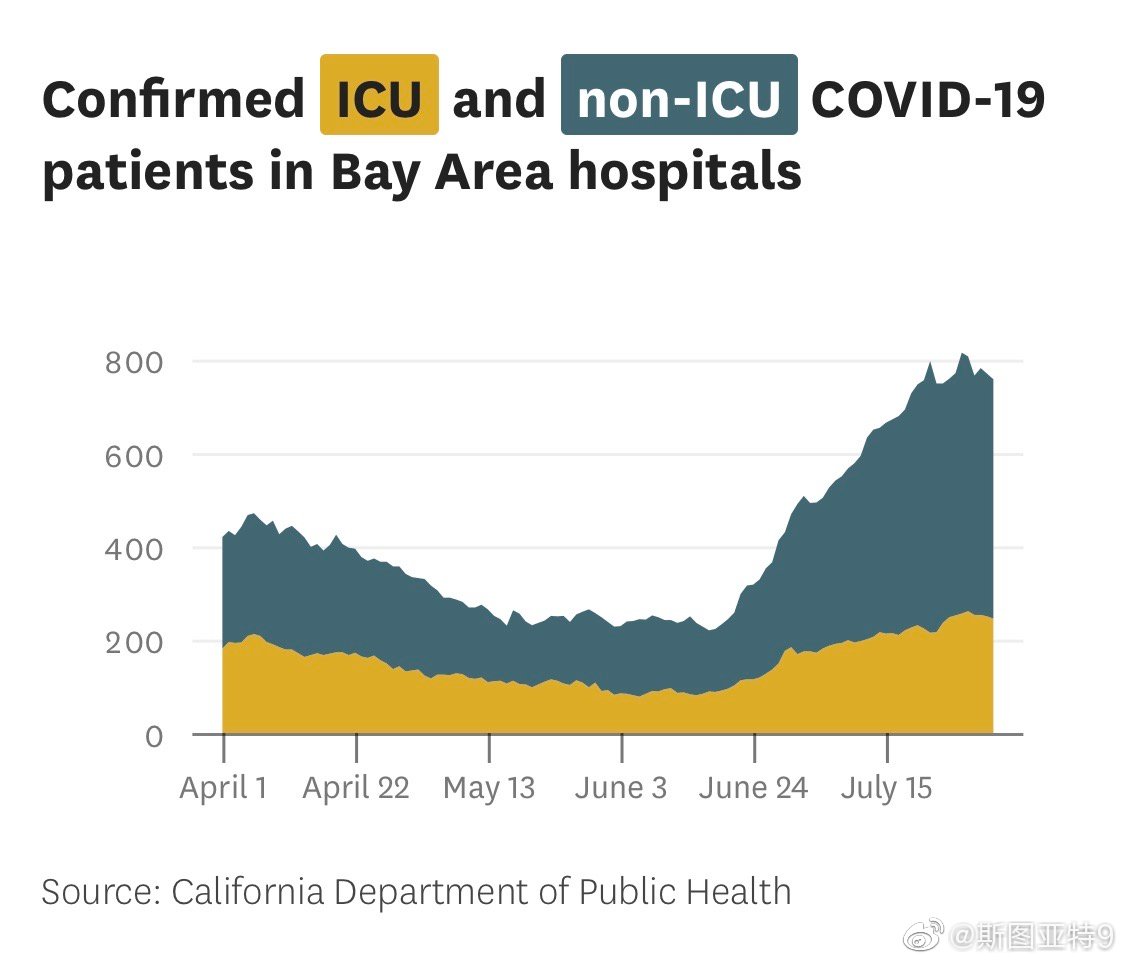 Confirmed ICU and non-ICU COVID-19
patients in Bay Area hospitals
800
600
400
200
0
April 1 April 22 May 13 June 3 June 24 July 15
Source: California Department of Public Health
@斯图亚特9